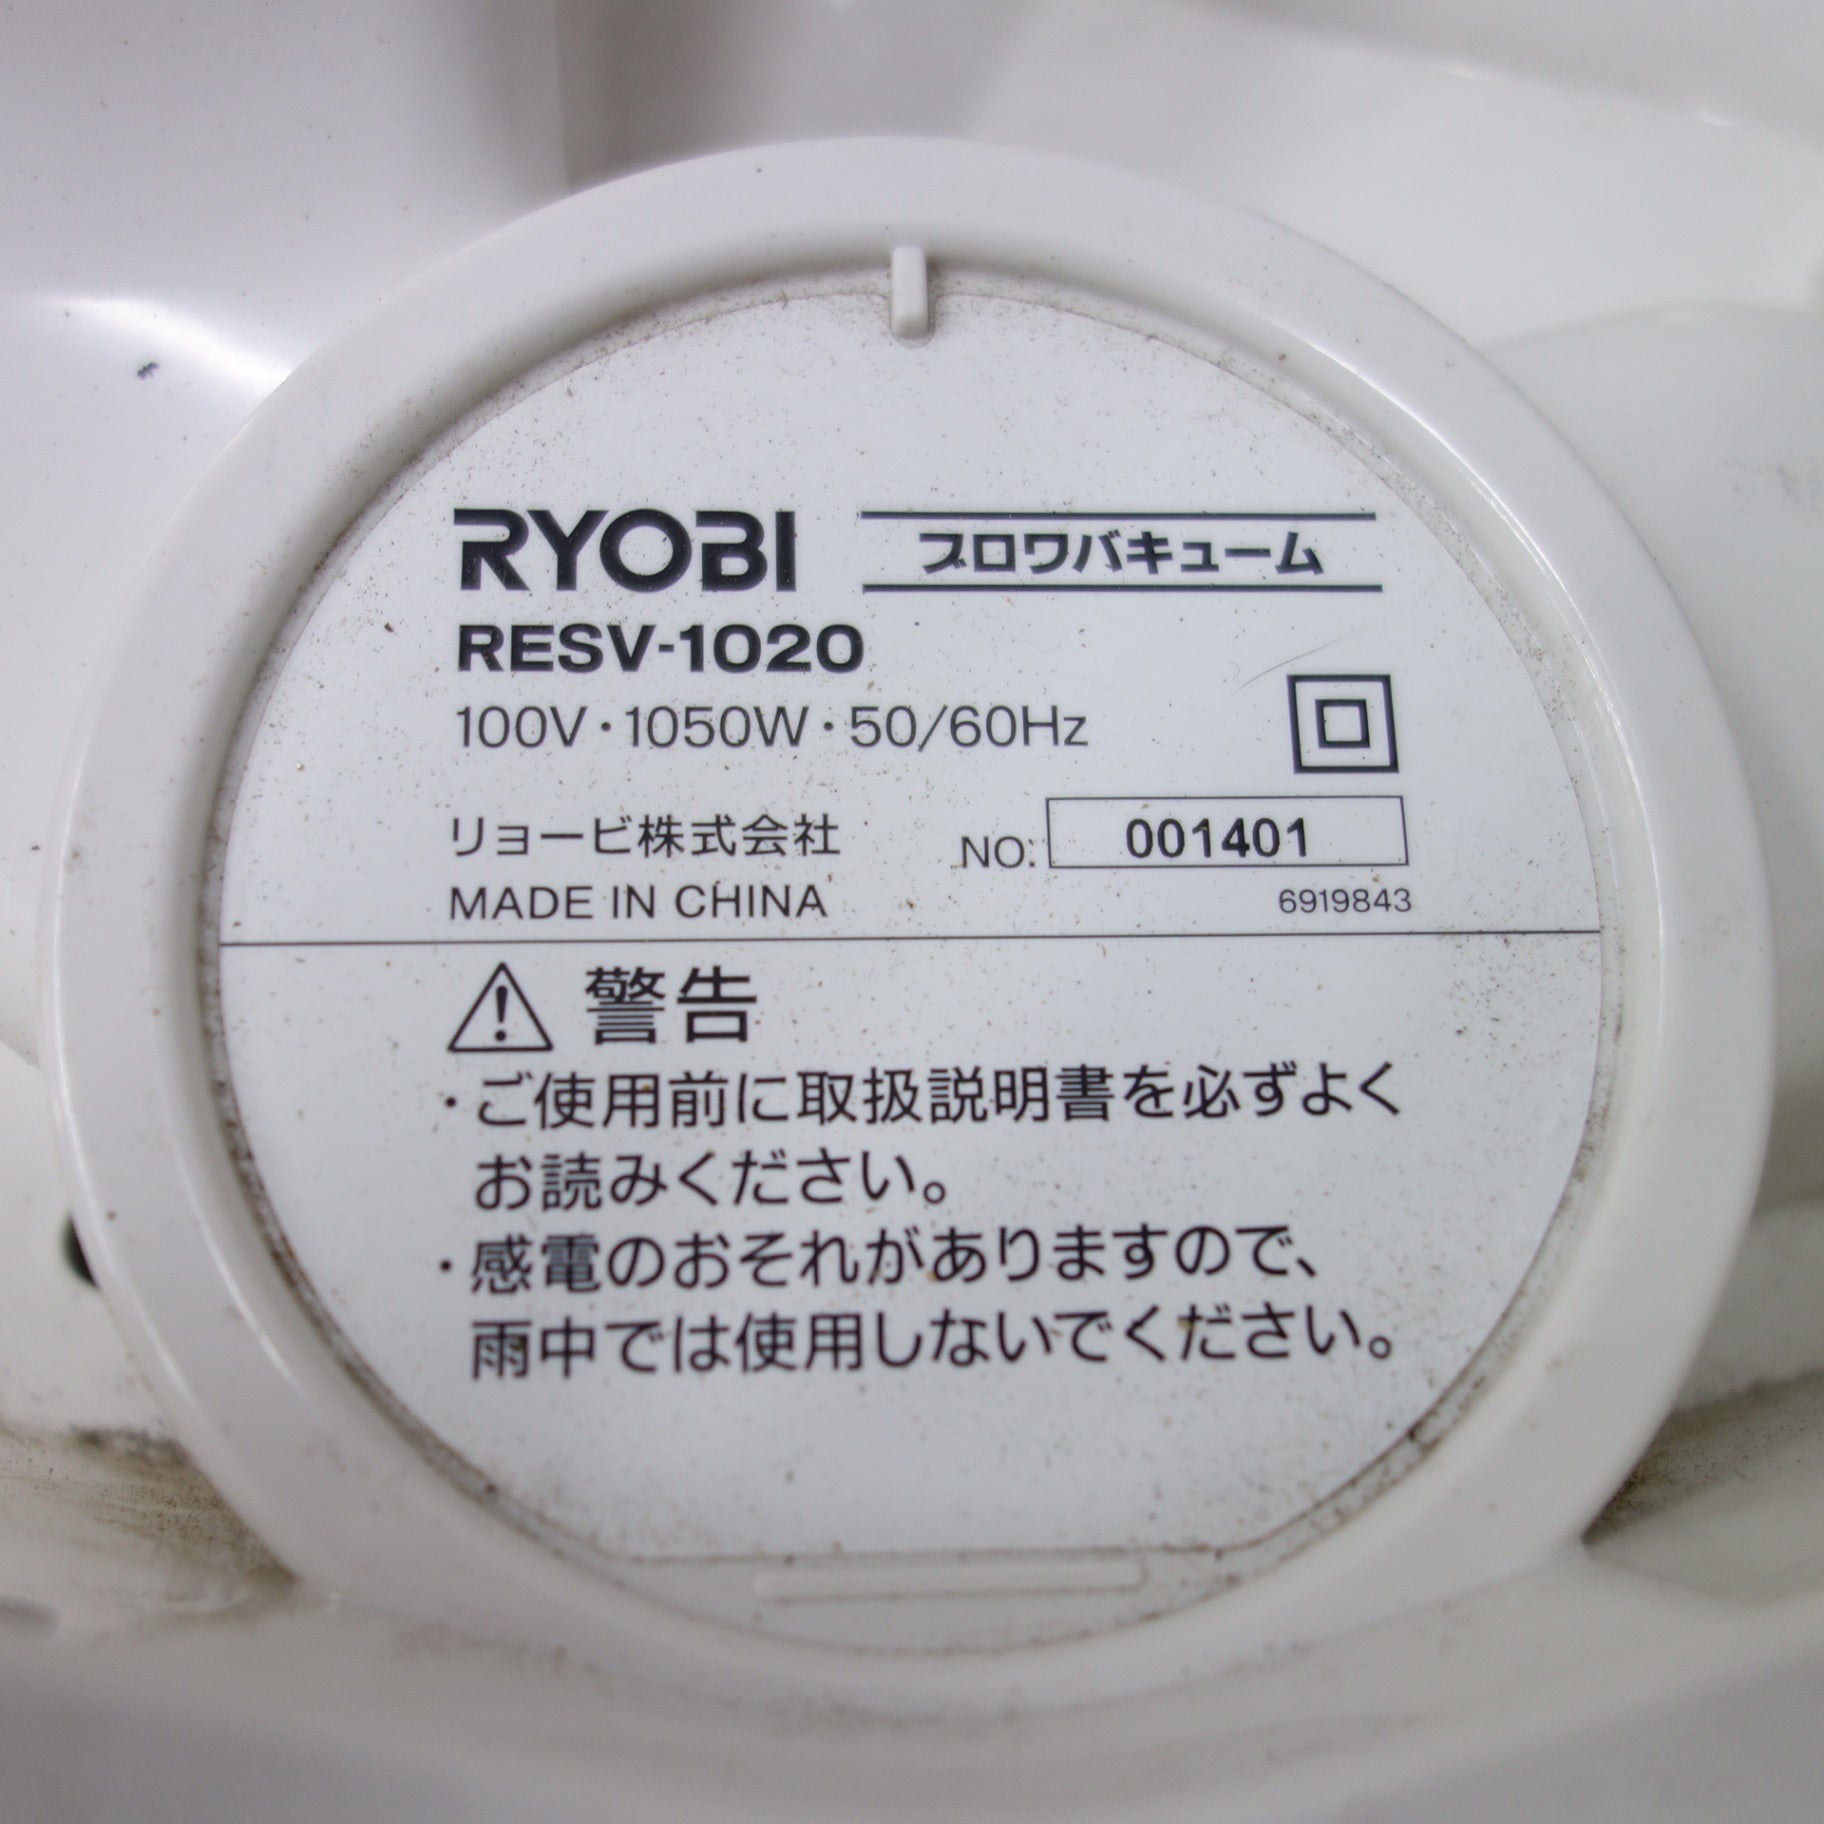 RYOBI ブロワバキューム
RESV-1020
100V・1050W・50/60Hz
リョービ株式会社 NO. 001401
MADE IN CHINA 6919843
警告
・ご使用前に取扱説明書を必ずよく
お読みください。
・感電のおそれがありますので、
雨中では使用しないでください。